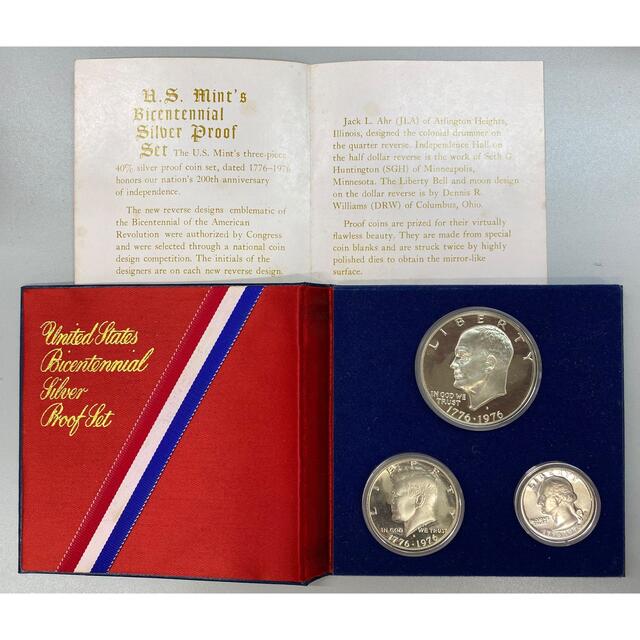 U.S. Mint's
Bicentennial
Silver Proof
Set The U.S. Mint's three-piece
40% silver proof coin set, dated 1776-1976
honors our nation's 200th anniversary
of independence.
The new reverse designs emblematic of
the Bicentennial of the American
Revolution were authorized by Congress
and were selected through a national coin
design competition. The initials of the
designers are on each new reverse design.
Jack L. Ahr (JLA) of Arlington Heights,
Illinois, designed the colonial drummer on
the quarter reverse. Independence Hall on
the half dollar reverse is the work of Seth G.
Huntington (SGH) of Minneapolis,
Minnesota. The Liberty Bell and moon design
on the dollar reverse is by Dennis R.
Williams (DRW) of Columbus, Ohio.
Proof coins are prized for their virtually
flawless beauty. They are made from special
coin blanks and are struck twice by highly
polished dies to obtain the mirror-like
surface.
United States
Bicentennial
Silver
Proof Set
LIBERTY
IN GOD WE
TRUST
1776·1976
LIBERTY
IN GOD WE TRUST
1776·1976
LIBERTY